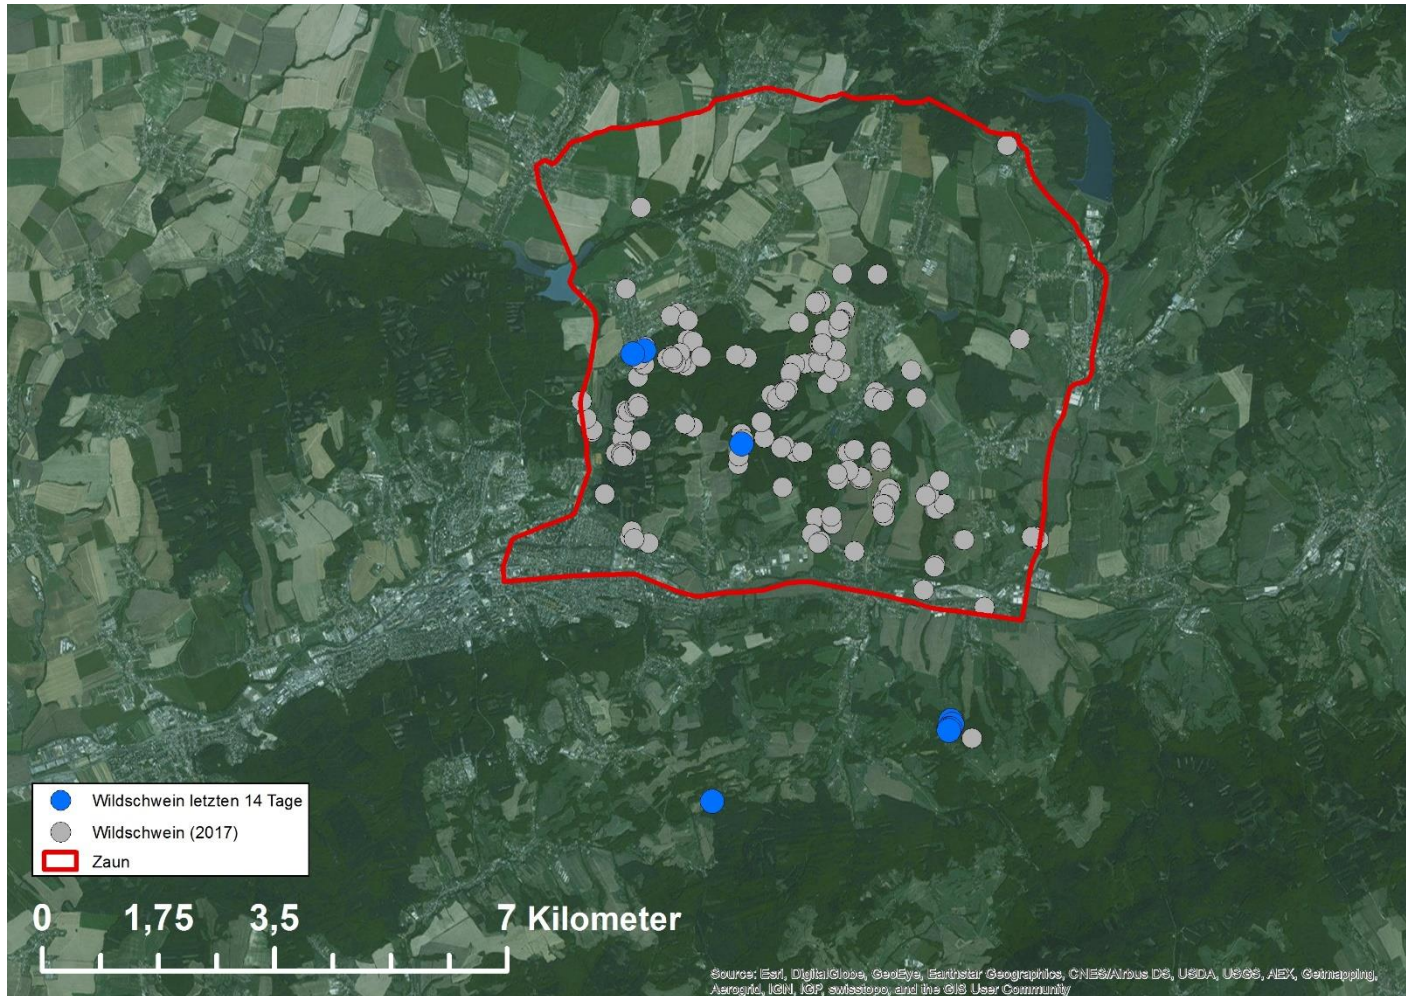 Wildschwein letzten 14 Tage
Wildschwein (2017)
Zaun
0 1,75 3,5 7 Kilometer
Source: Esri, DigitalGlobe, GeoEye, Earthstar Geographics, CNES/Airbus DS, USDA, USGS, AEX, Getmapping,
Aerogrid, IGN, IGP, swisstopo, and the GIS User Community